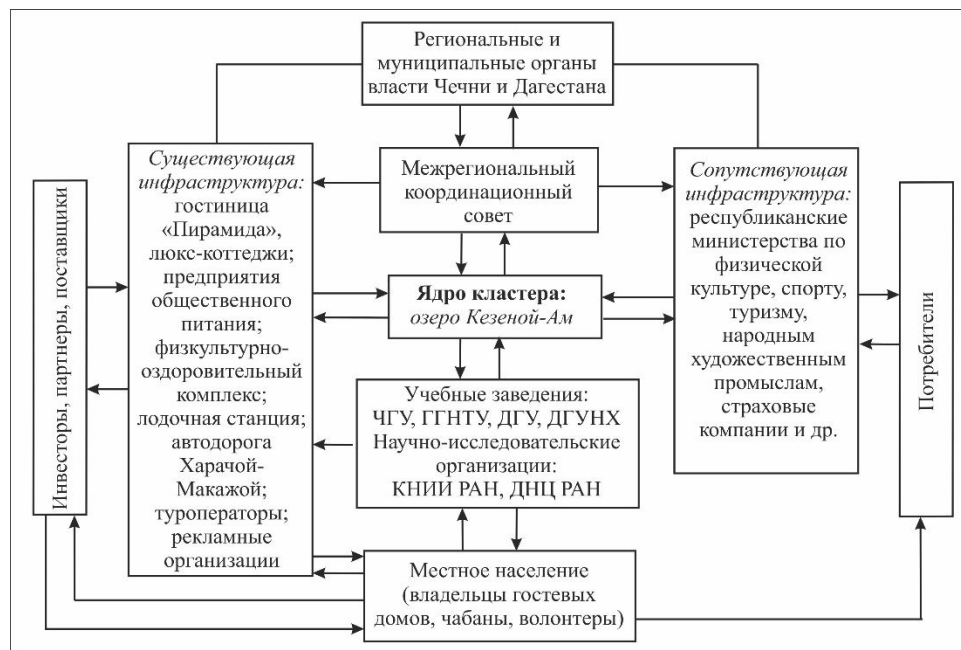 Региональные и
муниципальные органы
власти Чечни и Дагестана
Существующая
инфраструктура:
гостиница
«Пирамида»,
люкс-коттеджи;
предприятия
общественного
питания;
физкультурно-
оздоровительный
комплекс;
лодочная станция;
автодорога
Харачой-
Макажой;
туроператоры;
рекламные
организации
Межрегиональный
координационный
совет
Сопутствующая
инфраструктура:
республиканские
министерства по
физической
культуре, спорту,
туризму,
народным
художественным
промыслам,
страховые
компании и др.
Инвесторы, партнеры, поставщики
Ядро кластера:
озеро Кезеной-Ам
Потребители
Учебные заведения:
ЧГУ, ГГНТУ, ДГУ, ДГУНХ
Научно-исследовательские
организации:
КНИИ РАН, ДНЦ РАН
Местное население
(владельцы гостевых
домов, чабаны, волонтеры)